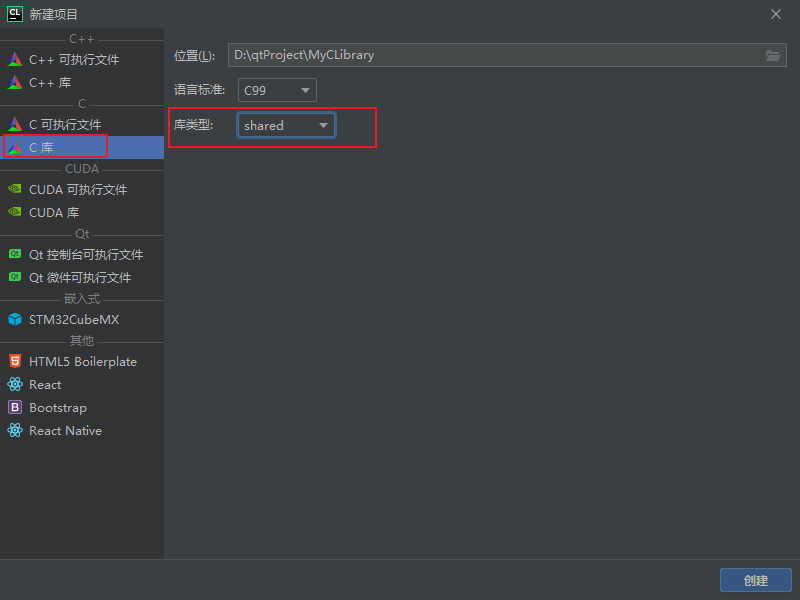 CL 新建项目
C++
C++ 可执行文件
C++ 库
C
C 可执行文件
C 库
CUDA
CUDA 可执行文件
CUDA 库
Qt
Qt Qt 控制台可执行文件
Qt Qt 微件可执行文件
嵌入式
STM32CubeMX
其他
5 HTML5 Boilerplate
React
B Bootstrap
React Native
位置(L): D:\qtProject\MyCLibrary
语言标准: C99
库类型: shared
创建